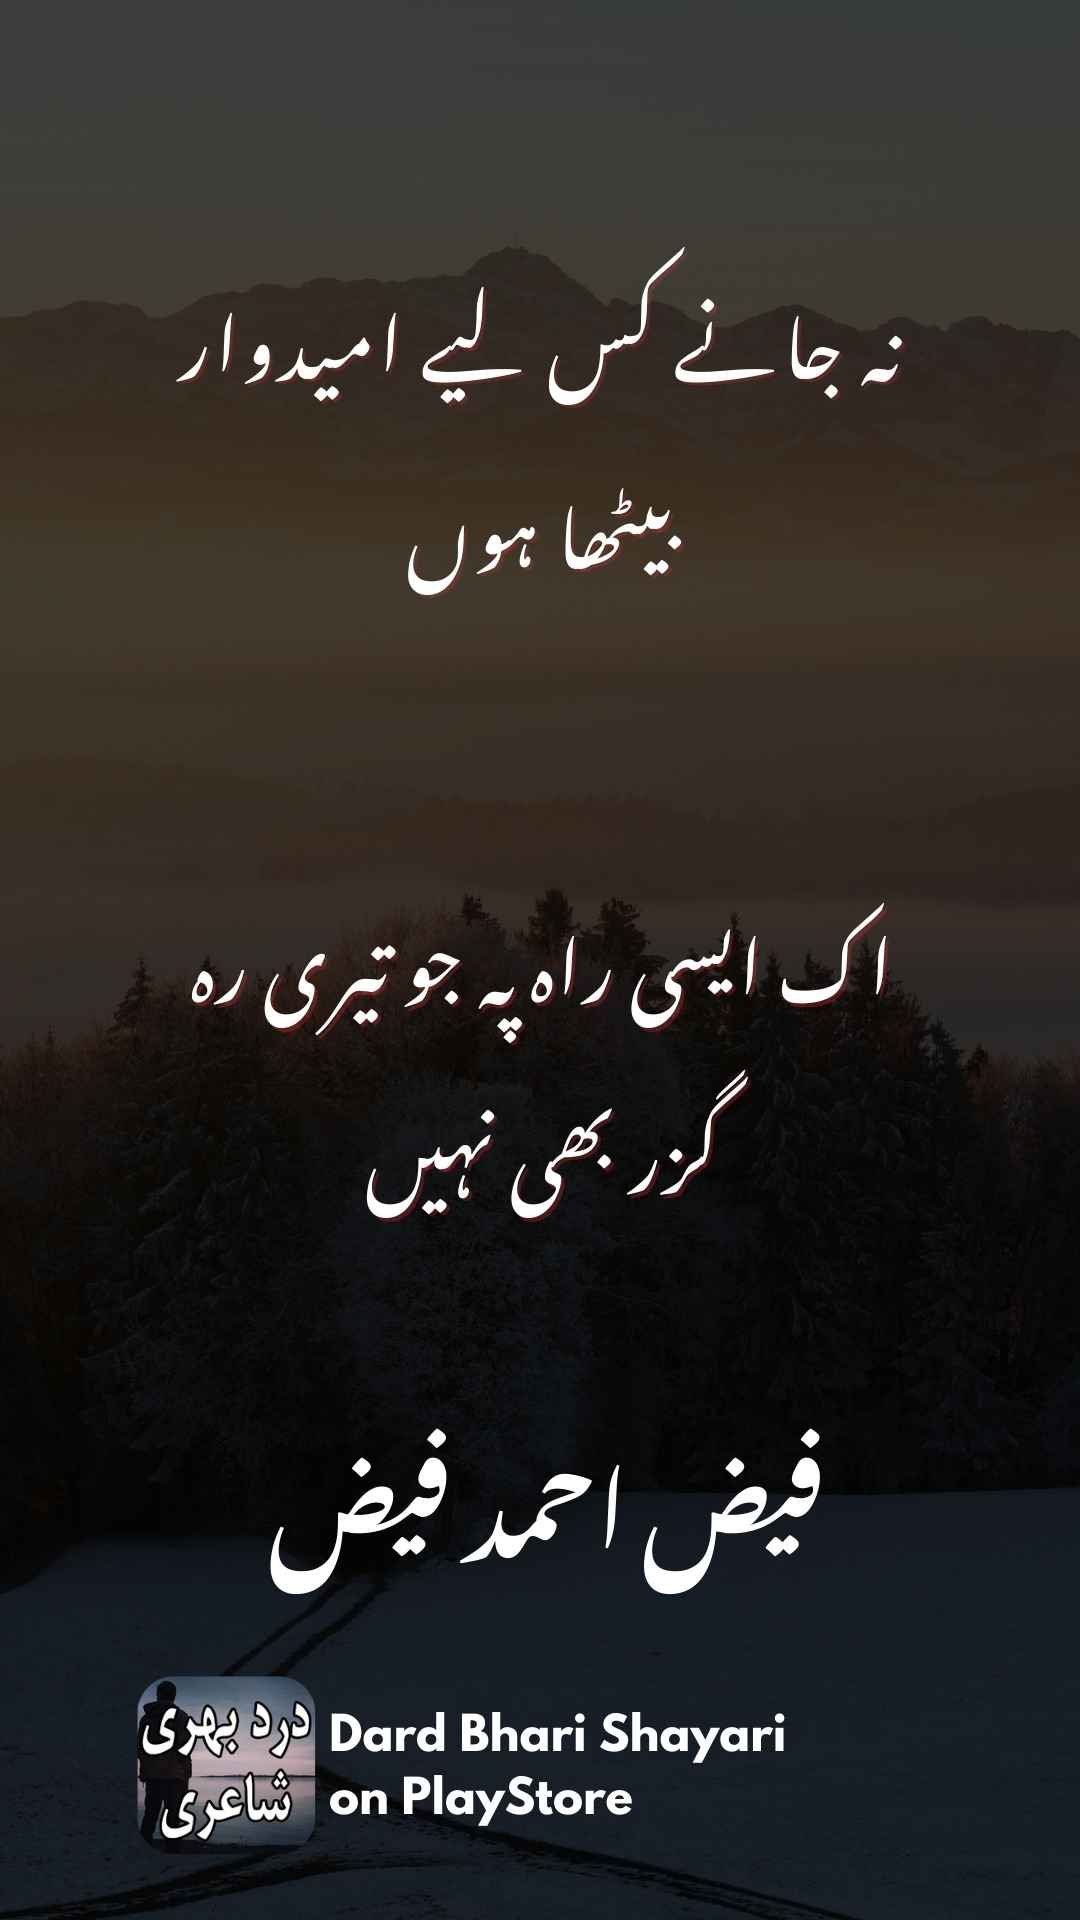 نہ جانے کس لیے امیدوار
بیٹھا ہوں
اک ایسی راہ پہ جو تیری رہ
گزر بھی نہیں
فیض احمد فیض
درد بھری
شاعری
Dard Bhari Shayari
on PlayStore